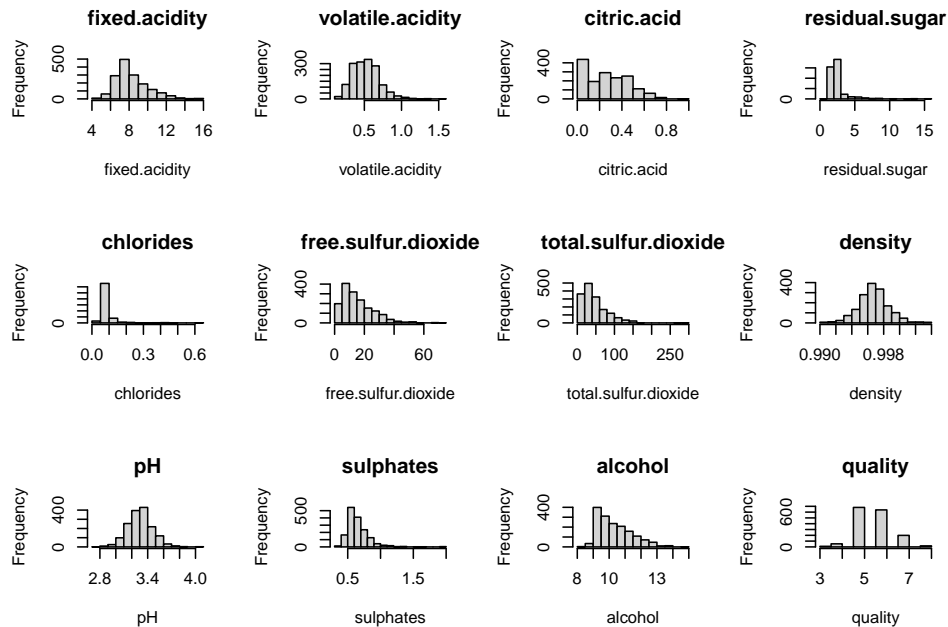 fixed.acidity
Frequency
0 500
4 8 12 16
fixed.acidity
volatile.acidity
Frequency
0 300
0.5 1.0 1.5
volatile.acidity
citric.acid
Frequency
0 400
0.0 0.4 0.8
citric.acid
residual.sugar
Frequency
0
0 5 10 15
residual.sugar
chlorides
Frequency
0
0.0 0.3 0.6
chlorides
free.sulfur.dioxide
Frequency
0 400
0 20 60
free.sulfur.dioxide
total.sulfur.dioxide
Frequency
0 500
0 100 250
total.sulfur.dioxide
density
Frequency
0 400
0.990 0.998
density
pH
Frequency
0 400
2.8 3.4 4.0
pH
sulphates
Frequency
0 500
0.5 1.5
sulphates
alcohol
Frequency
0 400
8 10 13
alcohol
quality
Frequency
0 600
3 5 7
quality